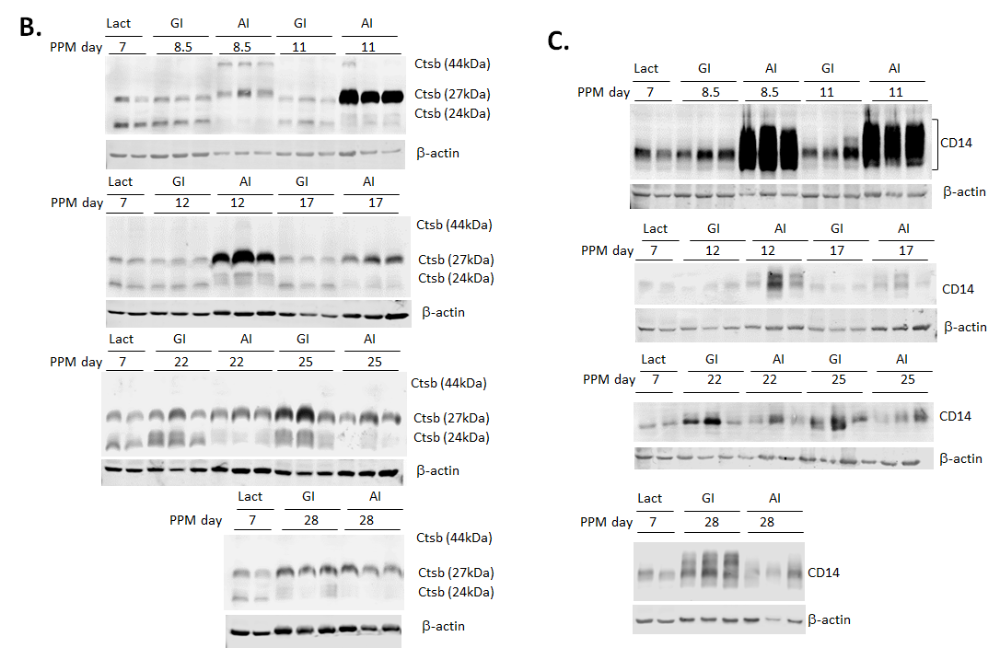 B.
Lact GI AI GI AI
PPM day 7 8.5 8.5 11 11
Ctsb (44kDa)
Ctsb (27kDa)
Ctsb (24kDa)
β-actin
Lact GI AI GI AI
PPM day 7 12 12 17 17
Ctsb (44kDa)
Ctsb (27kDa)
Ctsb (24kDa)
β-actin
Lact GI AI GI AI
PPM day 7 22 22 25 25
Ctsb (44kDa)
Ctsb (27kDa)
Ctsb (24kDa)
β-actin
Lact GI AI
PPM day 7 28 28
Ctsb (44kDa)
Ctsb (27kDa)
Ctsb (24kDa)
β-actin
C.
Lact GI AI GI AI
PPM day 7 8.5 8.5 11 11
CD14
β-actin
Lact GI AI GI AI
PPM day 7 12 12 17 17
CD14
β-actin
Lact GI AI GI AI
PPM day 7 22 22 25 25
CD14
β-actin
Lact GI AI
PPM day 7 28 28
CD14
β-actin